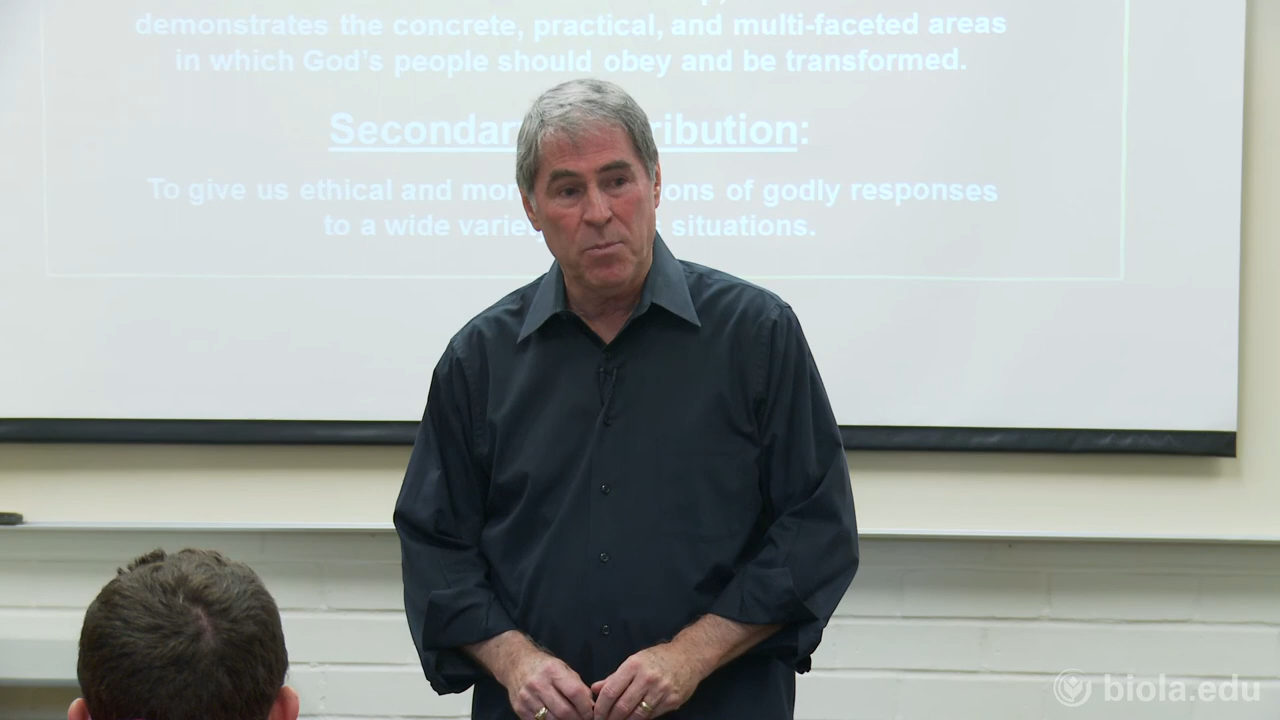 demonstrates the concrete, practical, and multi-faceted areas
in which God's people should obey and be transformed.
Secondar ribution:
To give us ethical and mor ons of godly responses
to a wide variety s situations.
biola.edu